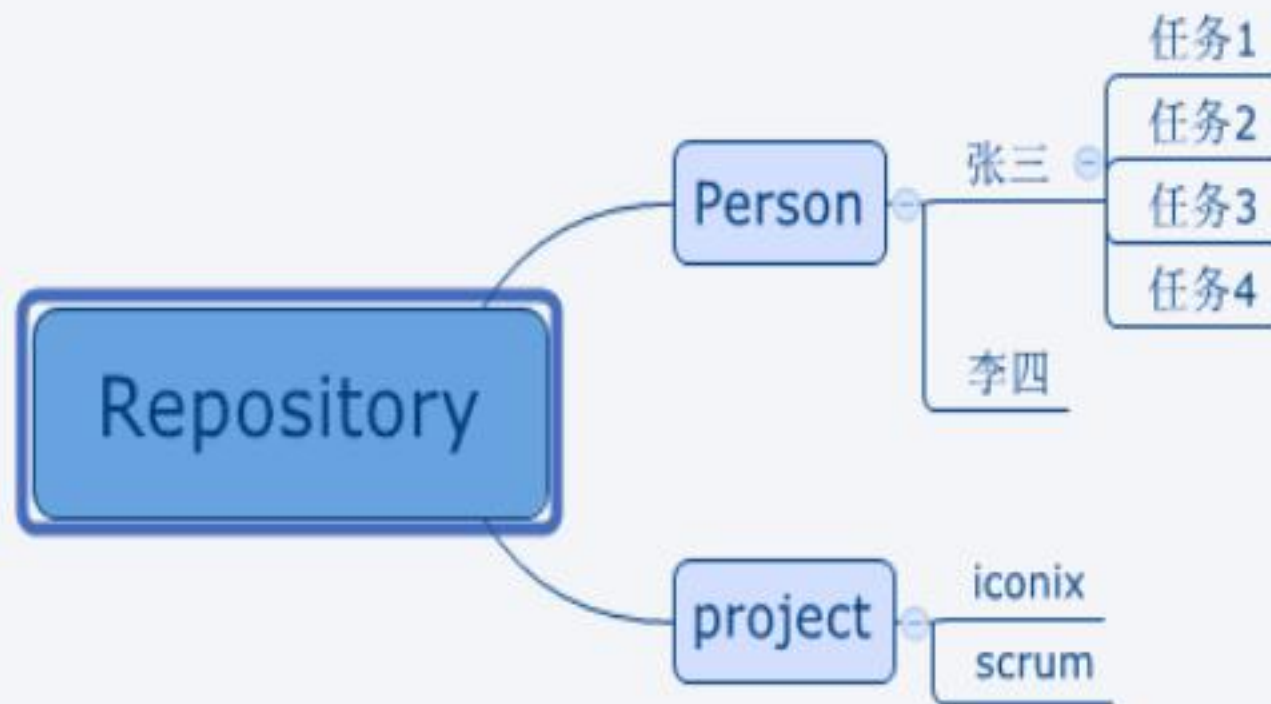 Repository
Person
张三
任务1
任务2
任务3
任务4
李四
project
iconix
scrum